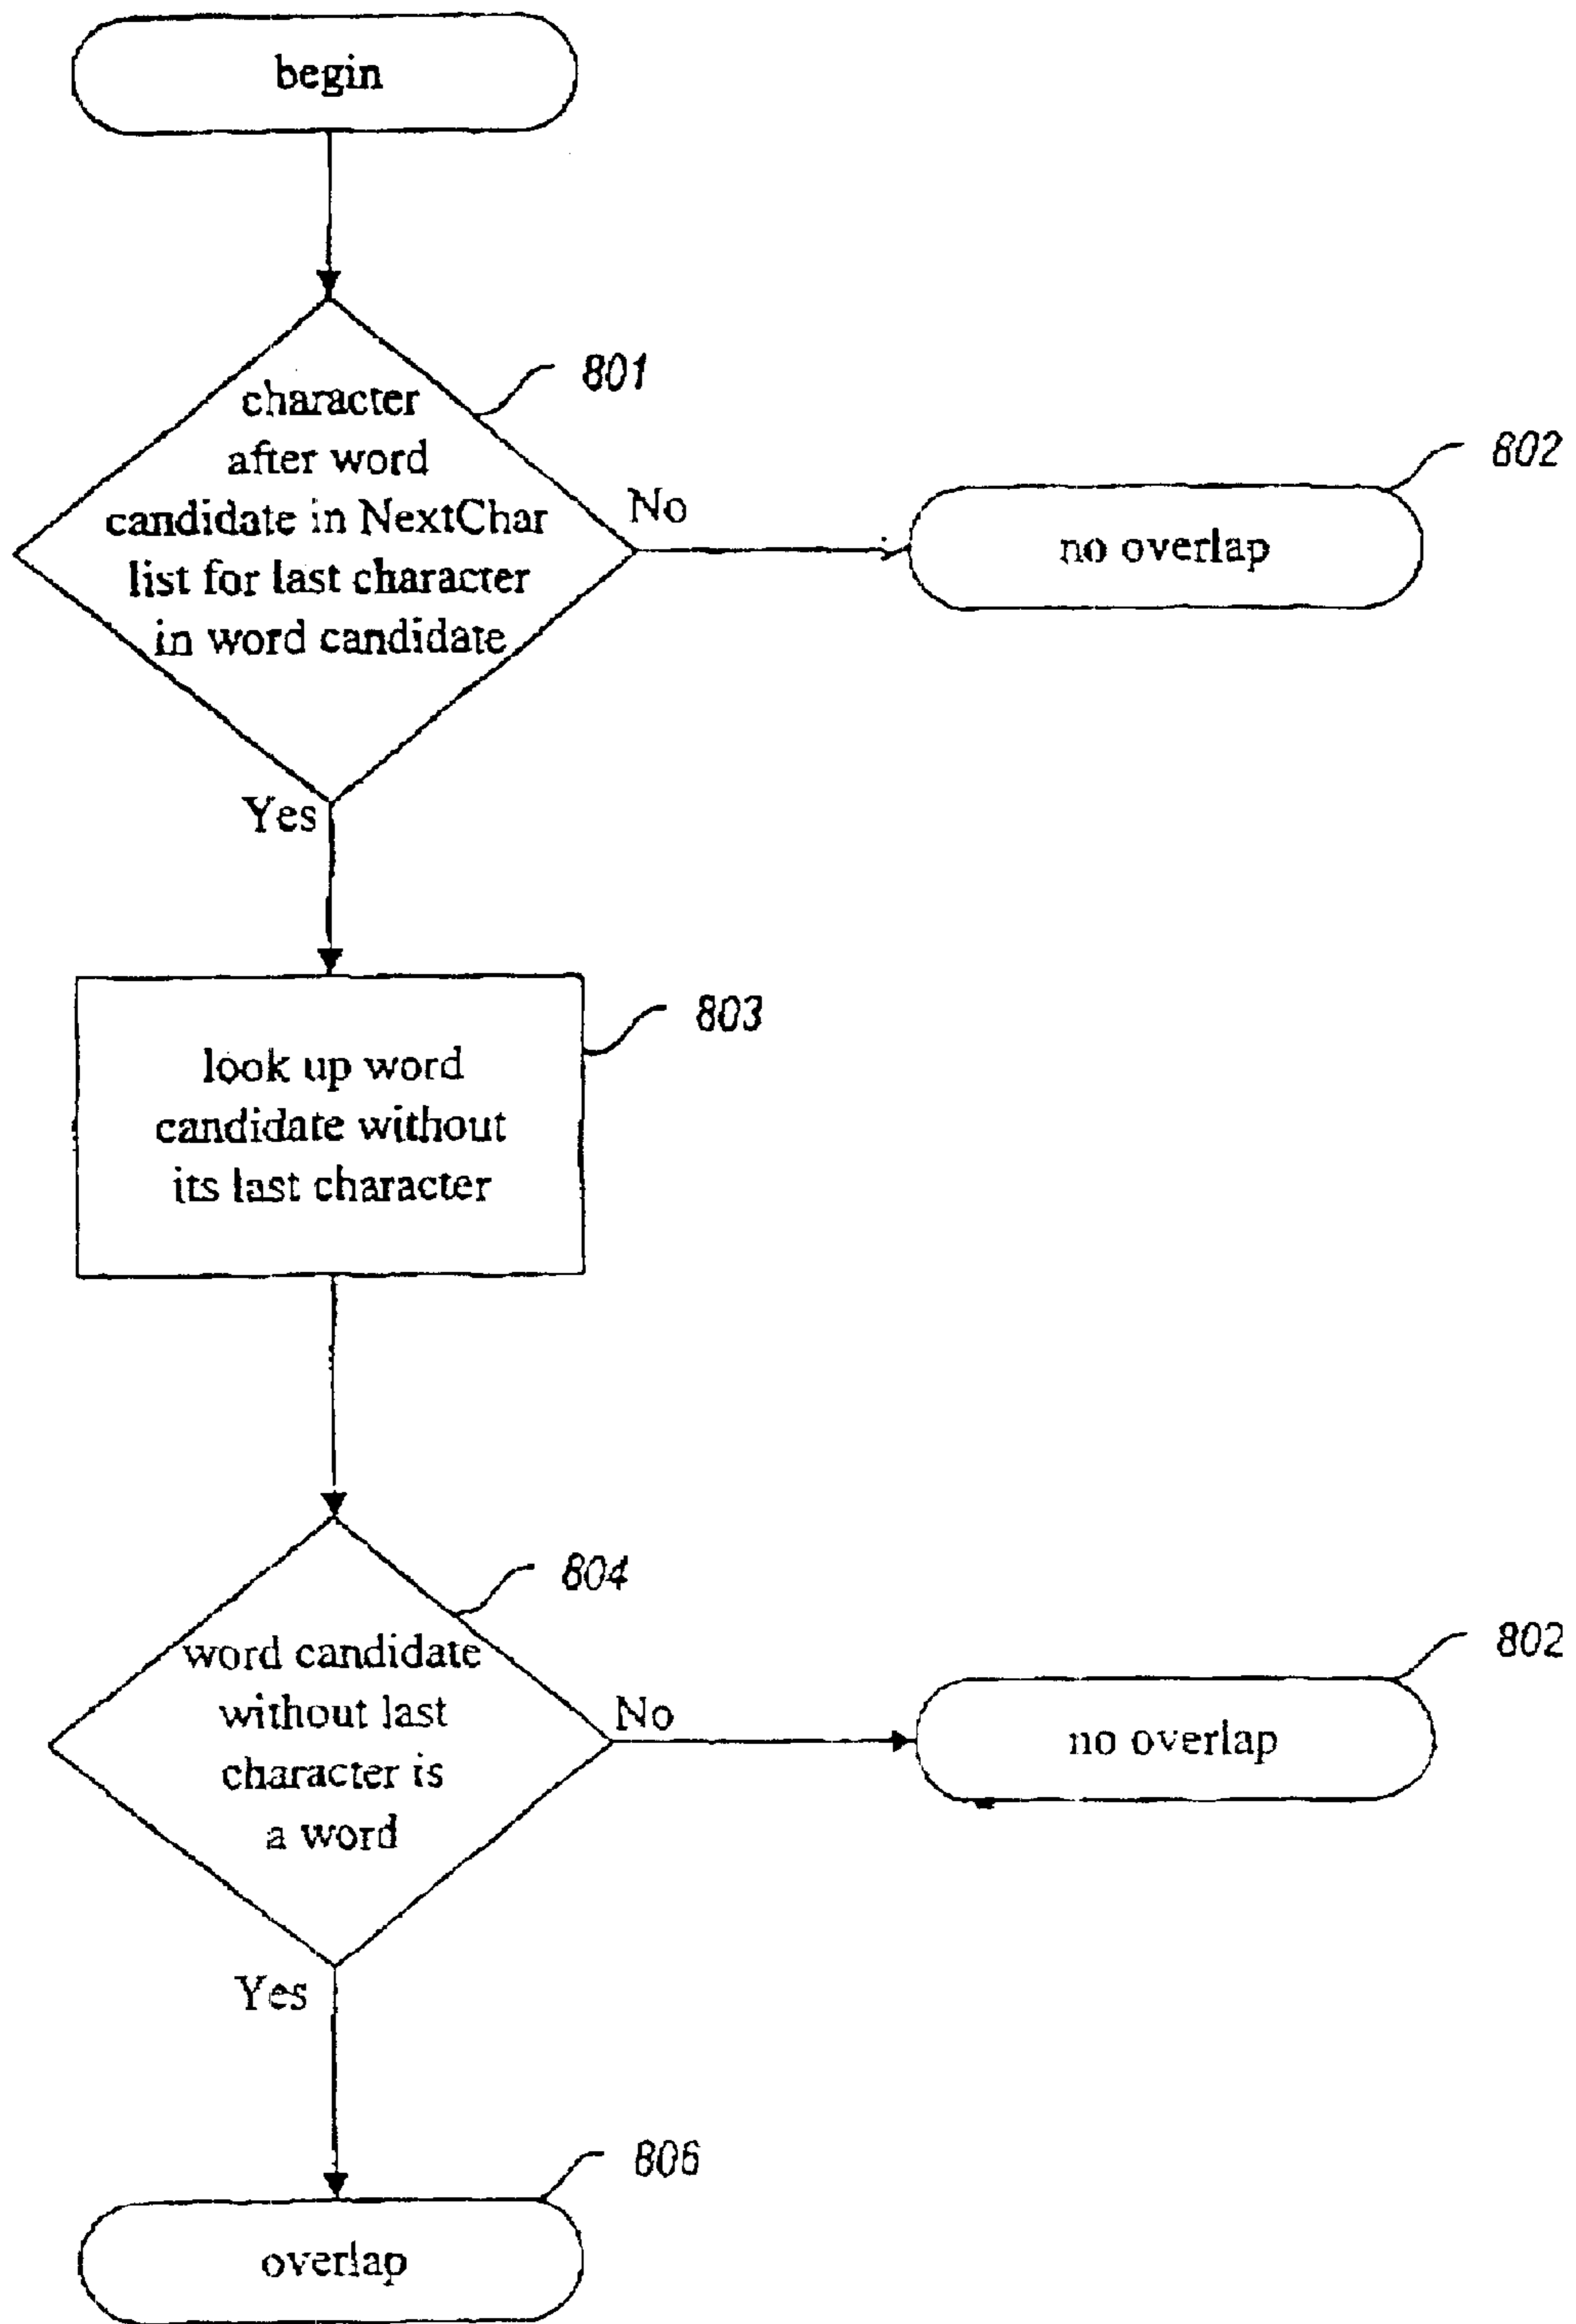 begin
801
character
after word
candidate in NextChar
list for last character
in word candidate
No
802
no overlap
Yes
803
look up word
candidate without
its last character
804
word candidate
without last
character is
a word
No
802
no overlap
Yes
806
overlap